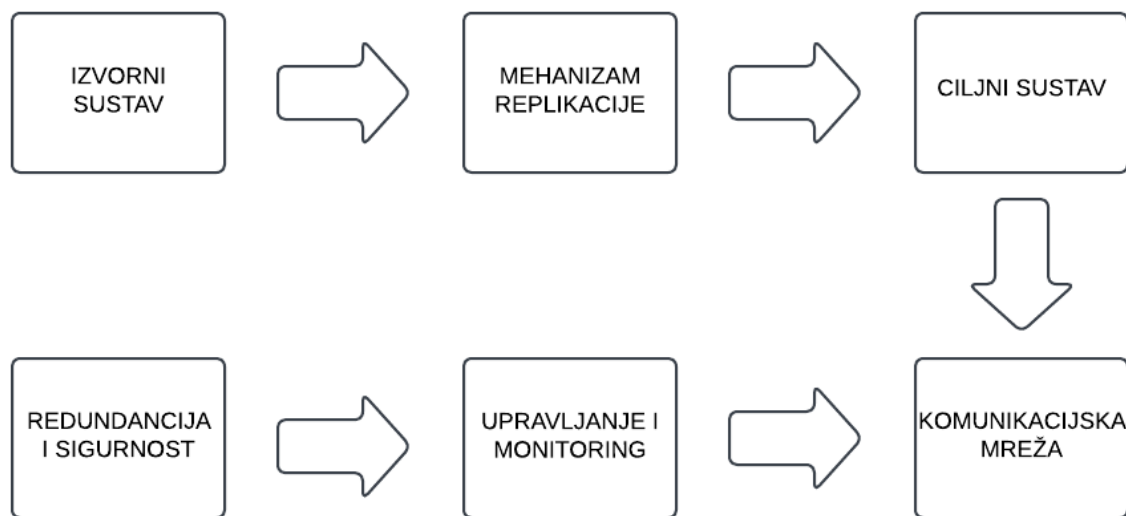 IZVORNI
SUSTAV
MEHANIZAM
REPLIKACIJE
CILJNI SUSTAV
REDUNDANCIJA
I SIGURNOST
UPRAVLJANJE I
MONITORING
KOMUNIKACIJSKA
MREŽA